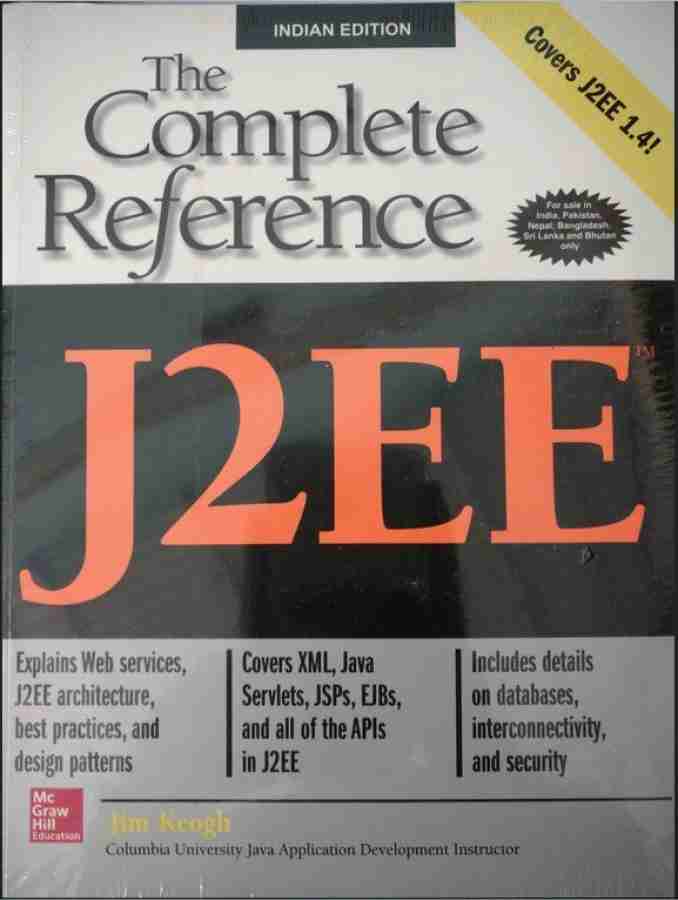 INDIAN EDITION
Covers J2EE 1.4!
The
Complete
Reference
For sale in
India, Pakistan,
Nepal, Bangladesh,
Sri Lanka and Bhutan
only
J2EE™
Explains Web services,
J2EE architecture,
best practices, and
design patterns
Covers XML, Java
Servlets, JSPs, EJBs,
and all of the APIs
in J2EE
Includes details
on databases,
interconnectivity,
and security
Mc
Graw
Hill
Education
Jim Keogh
Columbia University Java Application Development Instructor